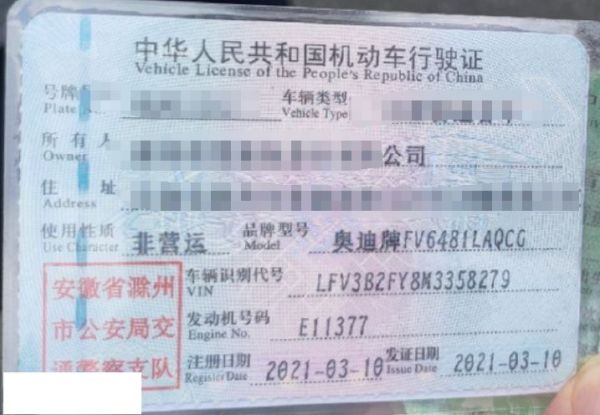 中华人民共和国机动车行驶证
Vehicle License of the People's Republic of China
号牌
Plate
车辆类型
Vehicle Type
所有人
Owner
公司
住址
Address
使用性质
Use Character
非营运
品牌型号
Model
奥迪牌FV6481LAQCG
安徽省滁州
市公安局交
通警察支队
车辆识别代号
VIN
LFV3B2FY8M3358279
发动机号码
Engine No.
E11377
注册日期
Register Date
2021-03-10
发证日期
Issue Date
2021-03-10